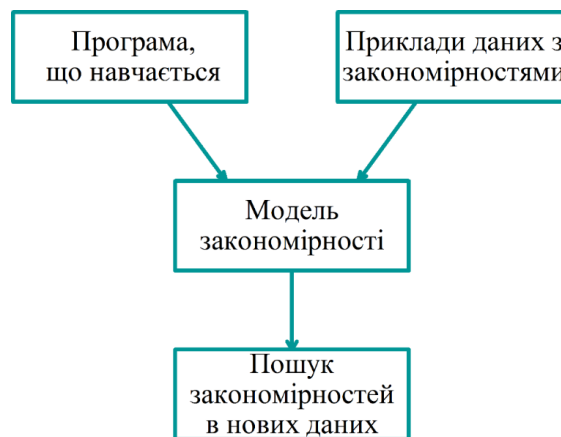 Програма,
що навчається
Приклади даних з
закономірностями
Модель
закономірності
Пошук
закономірностей
в нових даних